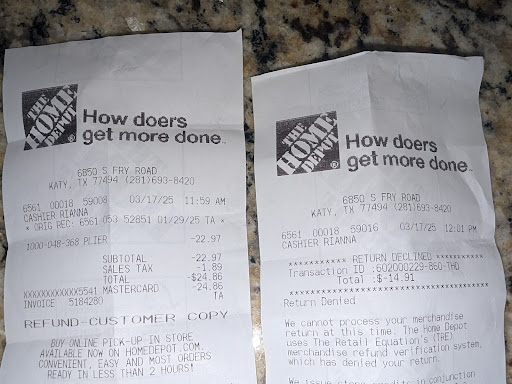 THE HOME DEPOT
How doers
get more done™
6850 S FRY ROAD
KATY, TX 77494 (281)693-8420
6561 00018 59008 03/17/25 11:59 AM
CASHIER RIANNA
* ORIG REC: 6561 053 52851 01/29/25 TA *
1000-048-368 PLIER -22.97
SUBTOTAL -22.97
SALES TAX -1.89
TOTAL -$24.86
XXXXXXXXXXXX5541 MASTERCARD -24.86
INVOICE 5184280 TA
REFUND-CUSTOMER COPY
BUY ONLINE PICK-UP IN STORE
AVAILABLE NOW ON HOMEDEPOT.COM.
CONVENIENT, EASY AND MOST ORDERS
READY IN LESS THAN 2 HOURS!
THE HOME DEPOT
How doers
get more done™
6850 S FRY ROAD
KATY, TX 77494 (281)693-8420
6561 00018 59016 03/17/25 12:01 PM
CASHIER RIANNA
*********** RETURN DECLINED ***********
Transaction ID :602000229-860-THD
Total :$-14.91
***************************************
Return Denied
We cannot process your merchandise
return at this time. The Home Depot
uses The Retail Equation's (TRE)
merchandise refund verification system,
which has denied your return.
in conjunction